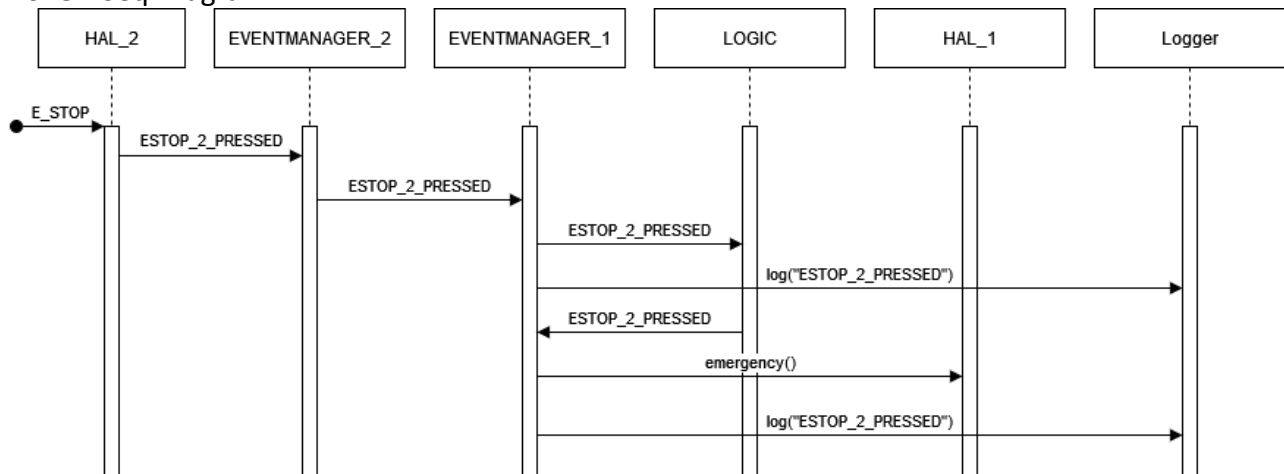 HAL_2
EVENTMANAGER_2
EVENTMANAGER_1
LOGIC
HAL_1
Logger
E_STOP
ESTOP_2_PRESSED
ESTOP_2_PRESSED
ESTOP_2_PRESSED
log("ESTOP_2_PRESSED")
ESTOP_2_PRESSED
emergency()
log("ESTOP_2_PRESSED")